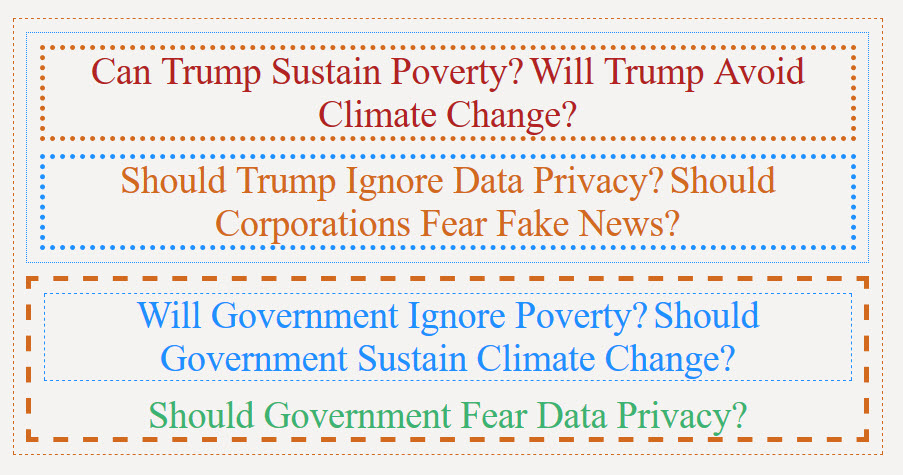 Can Trump Sustain Poverty? Will Trump Avoid
Climate Change?
Should Trump Ignore Data Privacy? Should
Corporations Fear Fake News?
Will Government Ignore Poverty? Should
Government Sustain Climate Change?
Should Government Fear Data Privacy?